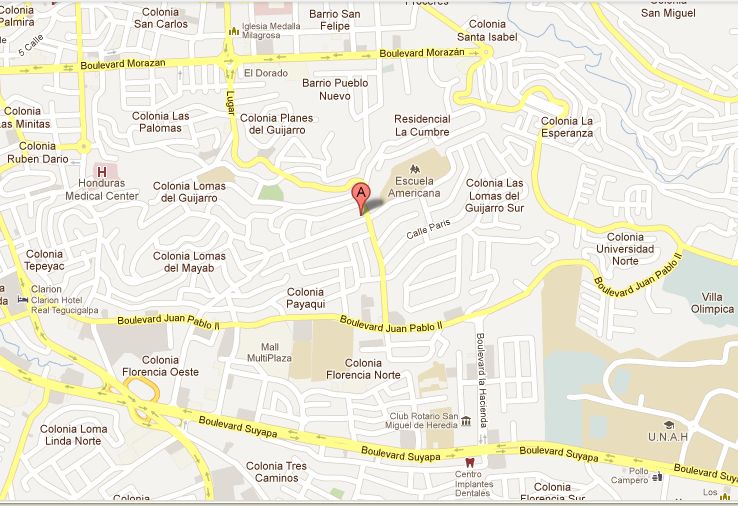 Colonia
Palmira
Colonia
San Carlos
Barrio San
Felipe
Colonia
San Miguel
5 Calle
Iglesia Medalla
Milagrosa
Colonia
Santa Isabel
Boulevard Morazan
Boulevard Morazán
El Dorado
Barrio Pueblo
Nuevo
Lugar
Colonia
Las Minitas
Colonia Las
Palomas
Colonia Planes
del Guijarro
Residencial
La Cumbre
Colonia La
Esperanza
Colonia
Ruben Dario
H
Honduras
Medical Center
Colonia Lomas
del Guijarro
A
Escuela
Americana
Colonia Las
Lomas del
Guijarro Sur
Calle Paris
Colonia
Tepeyac
Colonia Lomas
del Mayab
Colonia
Universidad
Norte
Boulevard Juan Pablo II
Clarion
Clarion Hotel
Real Tegucigalpa
Colonia
Payaqui
Villa
Olimpica
Boulevard Juan Pablo II
Boulevard Juan Pablo II
Mall
MultiPlaza
Boulevard la Hacienda
Colonia
Florencia Oeste
Colonia
Florencia Norte
Club Rotario San
Miguel de Heredia
Colonia Loma
Linda Norte
Boulevard Suyapa
U.N.A.H
Boulevard Suyapa
Boulevard Suyapa
Boulevard Suyapa
Colonia Tres
Caminos
Centro
Implantes
Dentales
Pollo
Campero
Colonia
Florencia Sur
Los